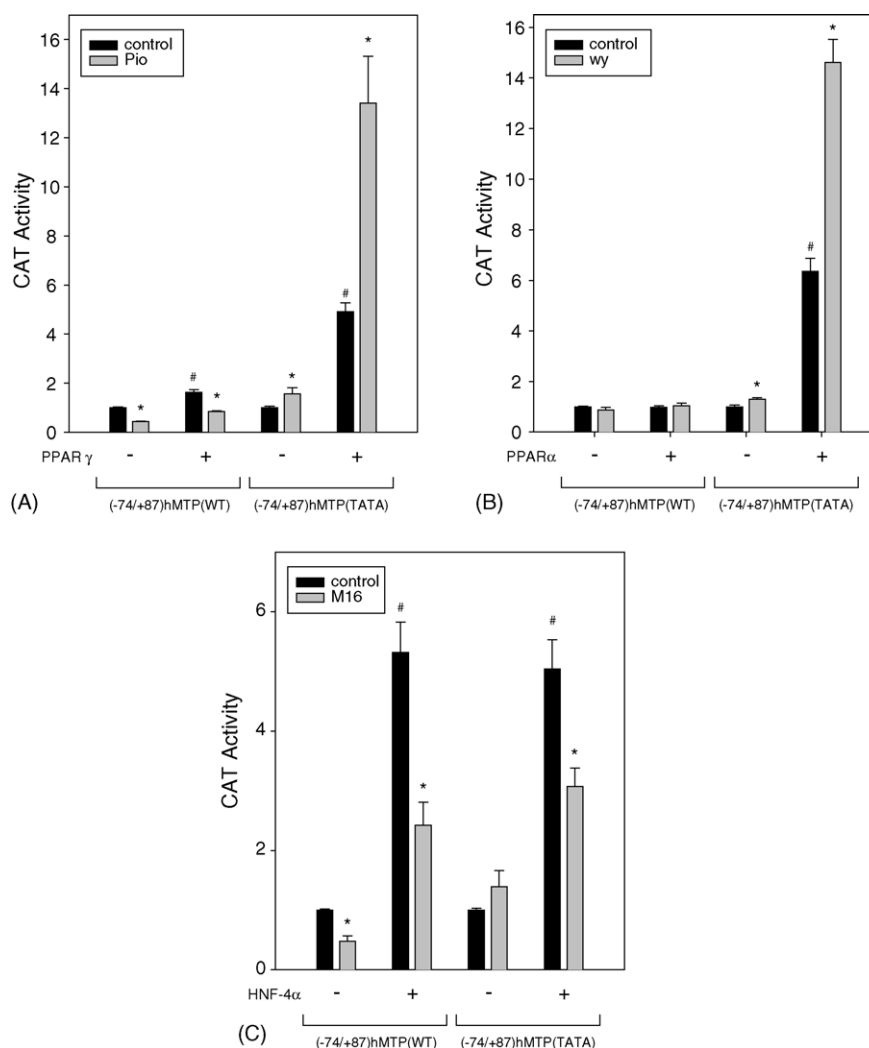 16
14
12
10
8
6
4
2
0
CAT Activity
control
Pio
*
#
*
#
*
*
*
PPAR γ - + - +
(-74/+87)hMTP(WT) (-74/+87)hMTP(TATA)
(A)
16
14
12
10
8
6
4
2
0
CAT Activity
control
wy
*
#
*
PPARα - + - +
(-74/+87)hMTP(WT) (-74/+87)hMTP(TATA)
(B)
6
4
2
0
CAT Activity
control
M16
#
#
*
*
*
HNF-4α - + - +
(-74/+87)hMTP(WT) (-74/+87)hMTP(TATA)
(C)